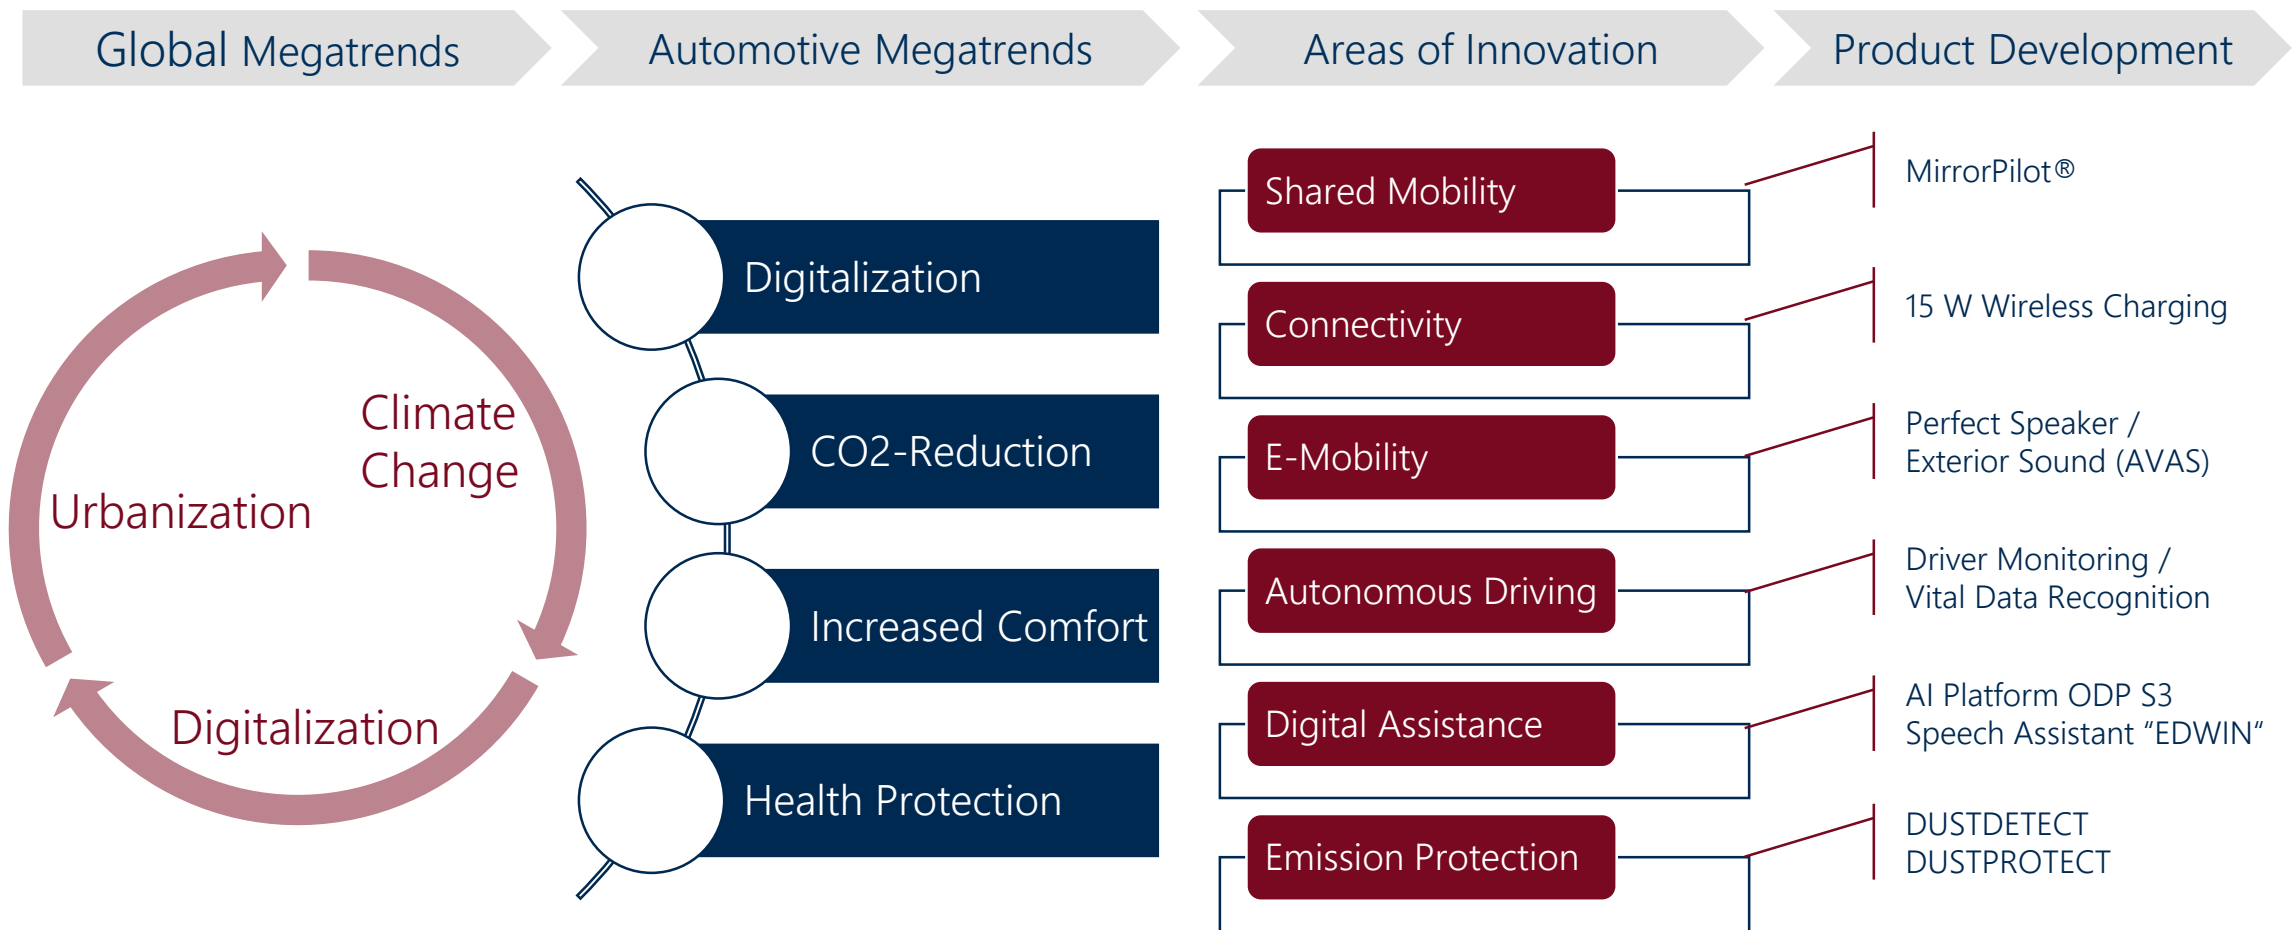 Global Megatrends
Automotive Megatrends
Areas of Innovation
Product Development
Climate
Change
Urbanization
Digitalization
Digitalization
CO2-Reduction
Increased Comfort
Health Protection
Shared Mobility
Connectivity
E-Mobility
Autonomous Driving
Digital Assistance
Emission Protection
MirrorPilot®
15 W Wireless Charging
Perfect Speaker /
Exterior Sound (AVAS)
Driver Monitoring /
Vital Data Recognition
AI Platform ODP S3
Speech Assistant “EDWIN“
DUSTDETECT
DUSTPROTECT